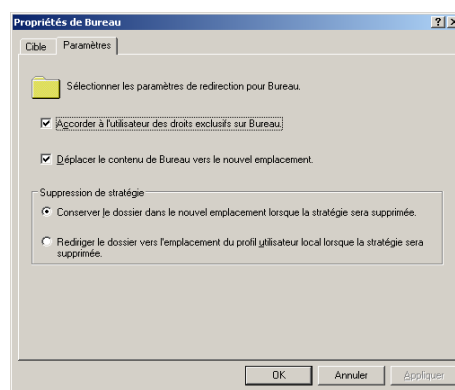 Propriétés de Bureau
Cible Paramètres
Sélectionner les paramètres de redirection pour Bureau.
Accorder à l'utilisateur des droits exclusifs sur Bureau.
Déplacer le contenu de Bureau vers le nouvel emplacement.
Suppression de stratégie
Conserver le dossier dans le nouvel emplacement lorsque la stratégie sera supprimée.
Rediriger le dossier vers l'emplacement du profil utilisateur local lorsque la stratégie sera
supprimée.
OK Annuler Appliquer